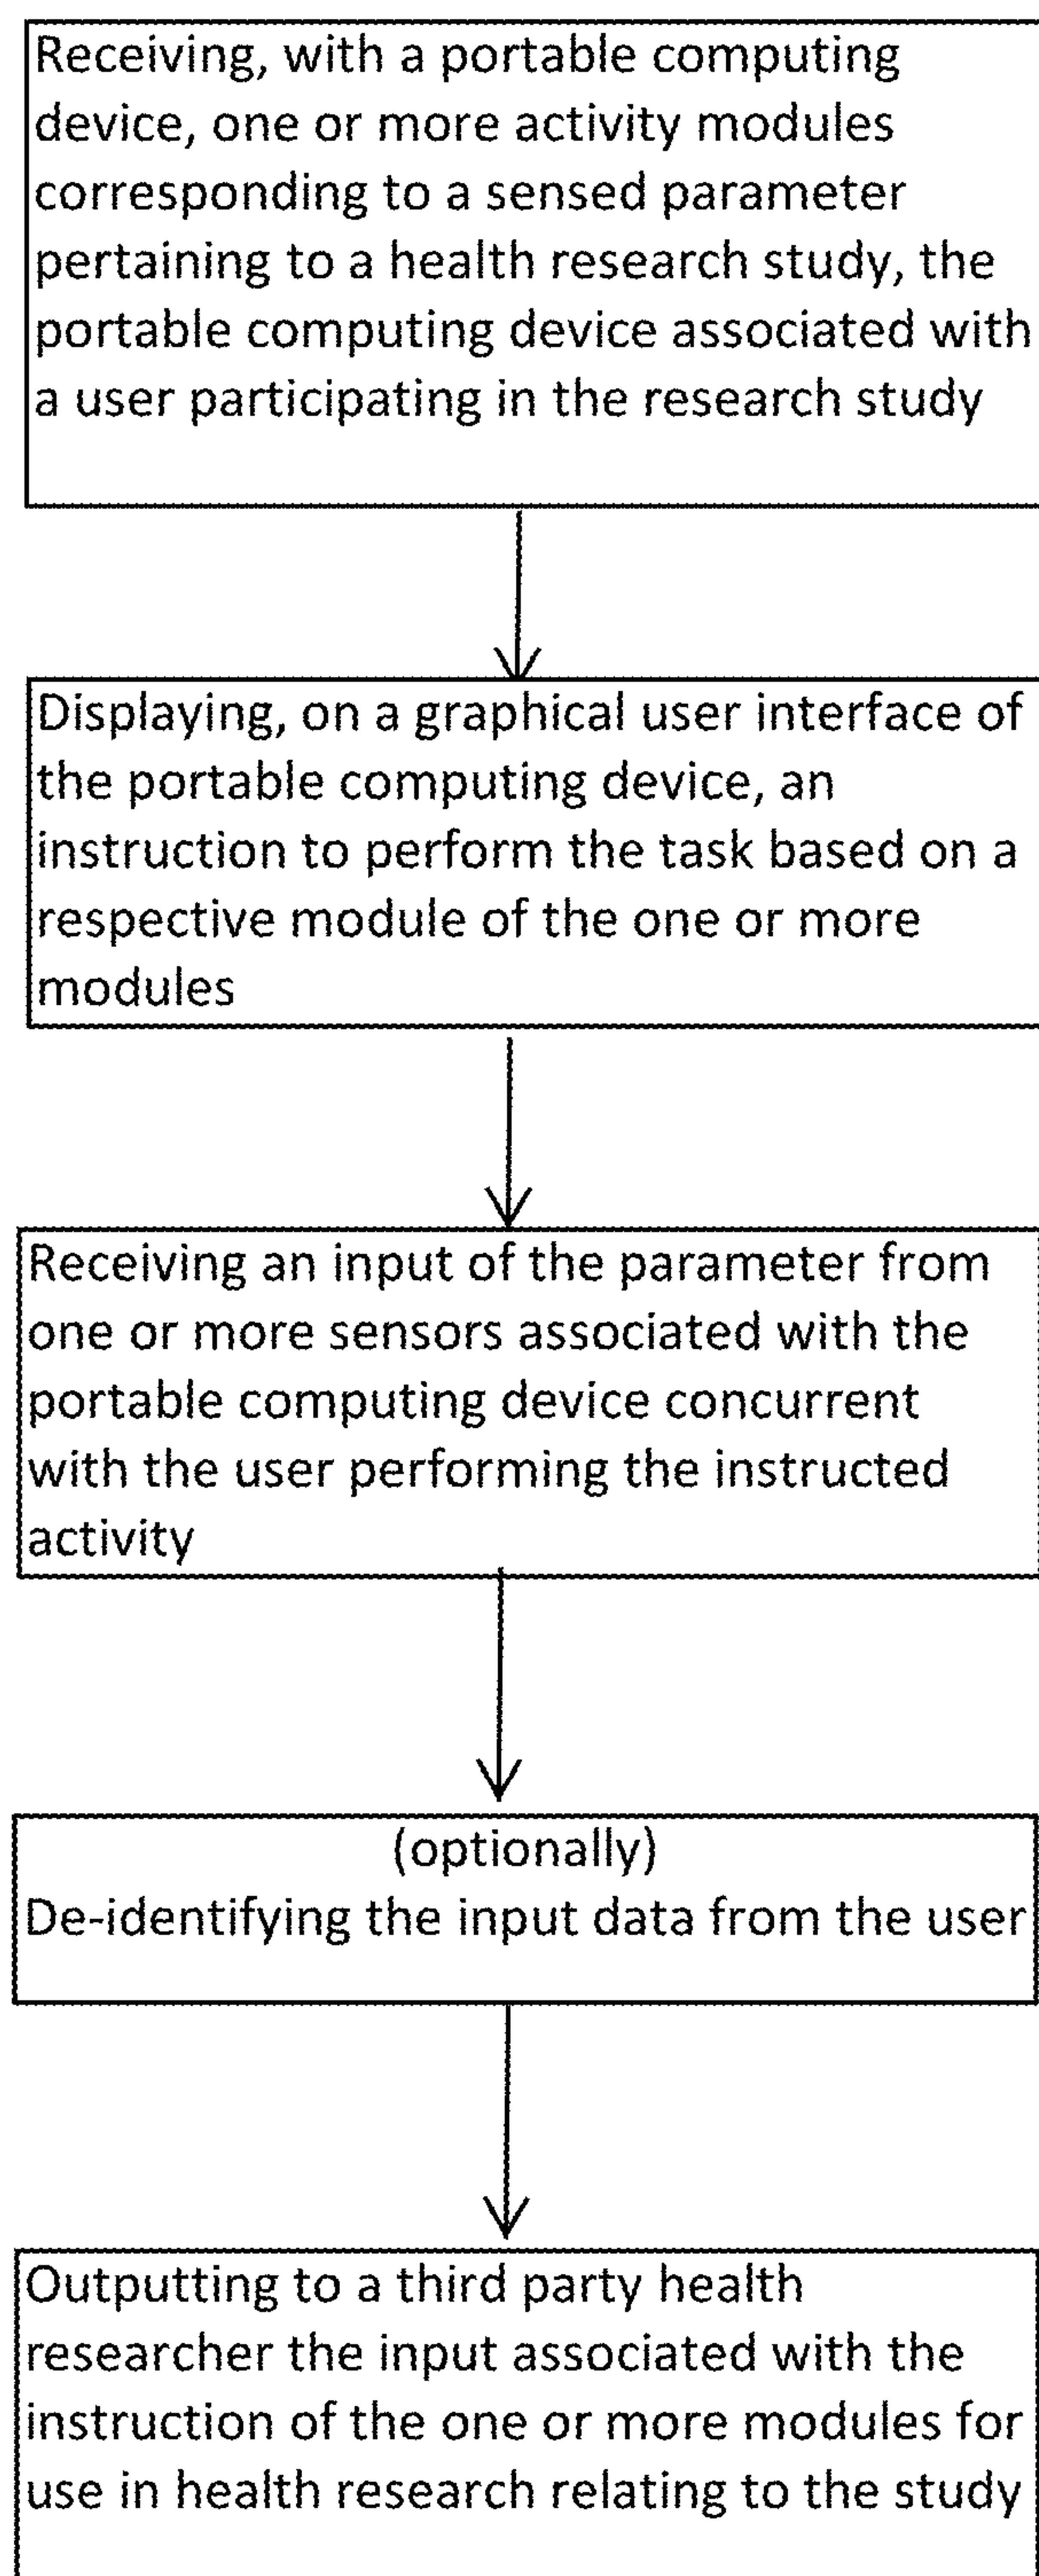 Receiving, with a portable computing
device, one or more activity modules
corresponding to a sensed parameter
pertaining to a health research study, the
portable computing device associated with
a user participating in the research study
Displaying, on a graphical user interface of
the portable computing device, an
instruction to perform the task based on a
respective module of the one or more
modules
Receiving an input of the parameter from
one or more sensors associated with the
portable computing device concurrent
with the user performing the instructed
activity
(optionally)
De-identifying the input data from the user
Outputting to a third party health
researcher the input associated with the
instruction of the one or more modules for
use in health research relating to the study